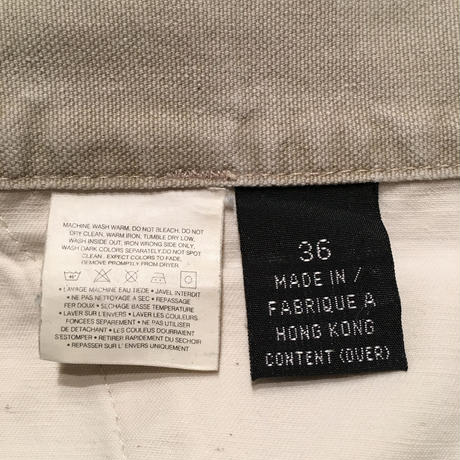 MACHINE WASH WARM, DO NOT BLEACH, DO NOT
DRY CLEAN, WARM IRON, TUMBLE DRY LOW,
WASH INSIDE OUT, IRON WRONG SIDE ONLY,
WASH DARK COLORS SEPARATELY, DO NOT SPOT
CLEAN. EXPECT COLORS TO FADE,
REMOVE PROMPTLY FROM DRYER.
• LAVAGE MACHINE EAU TIEDE • JAVEL INTERDIT
• NE PAS NETTOYAGE A SEC • REPASSAGE
FER DOUX • SECHAGE BASSE TEMPERATURE
• LAVER SUR L'ENVERS • LAVER LES COULEURS
FONCÉES SEPARÉMENT • NE PAS UTILISER
DE DETACHANT • LES COULEUS DOURRAIENT
S'ESTOMPER • RETIRER RAPIDEMENT DU SECHOIR
• REPASSER SUR L' ENVERS UNIQUEMENT
36
MADE IN /
FABRIQUE A
HONG KONG
CONTENT (OVER)